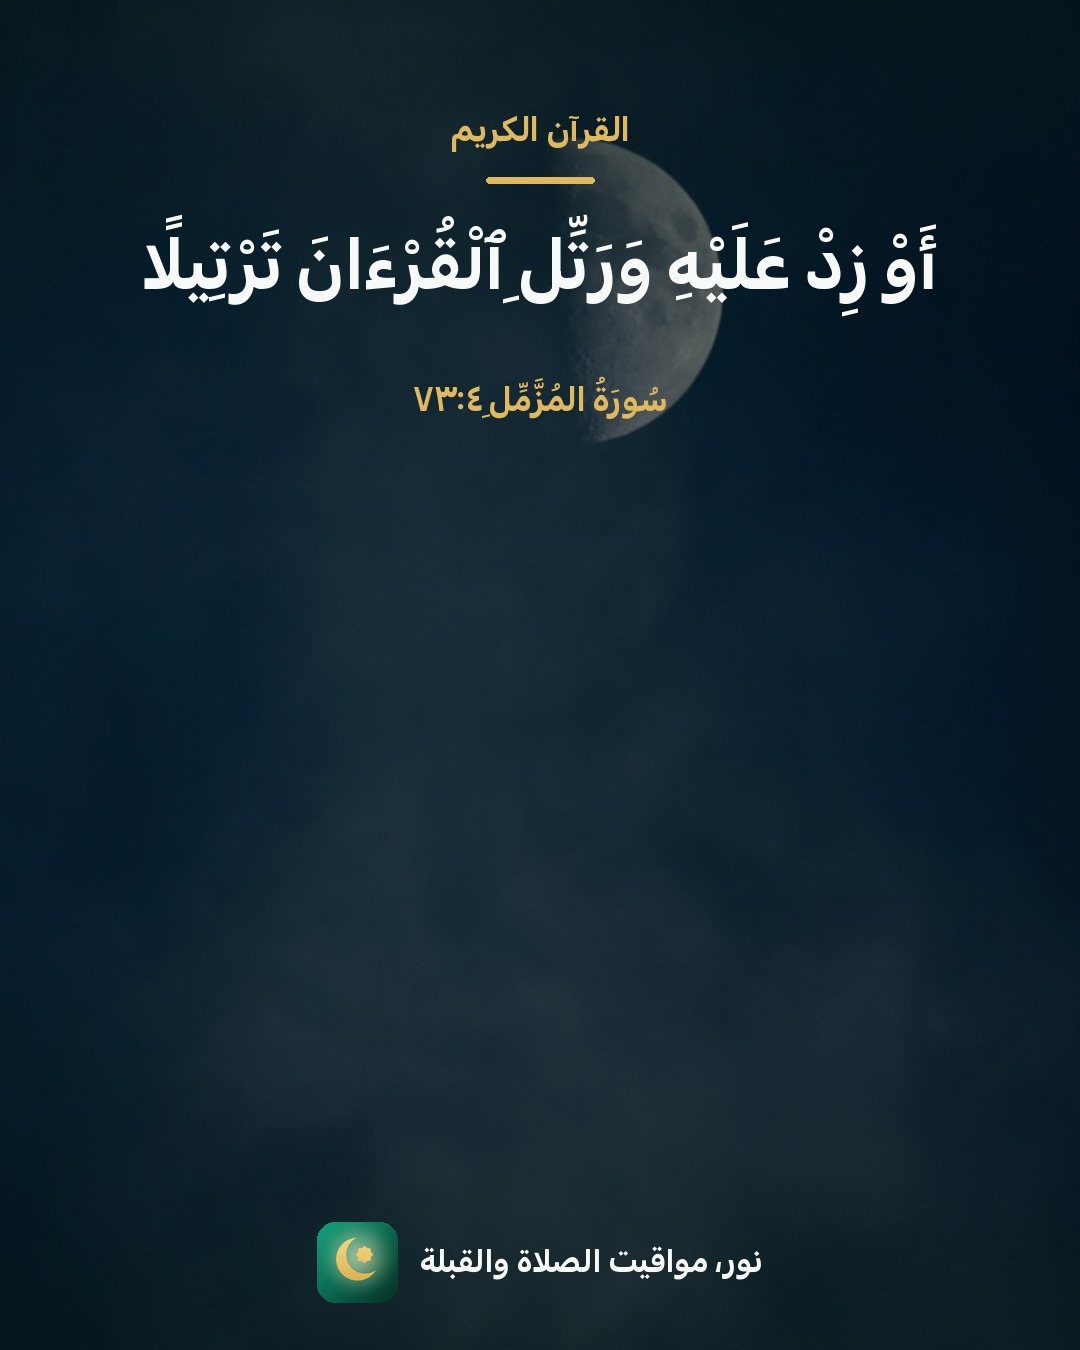 القرآن الكريم
أَوْ زِدْ عَلَيْهِ وَرَتِّلِ ٱلْقُرْءَانَ تَرْتِيلًا
سُورَةُ المُزَّمِّلِ ٧٣:٤
نور، مواقيت الصلاة والقبلة